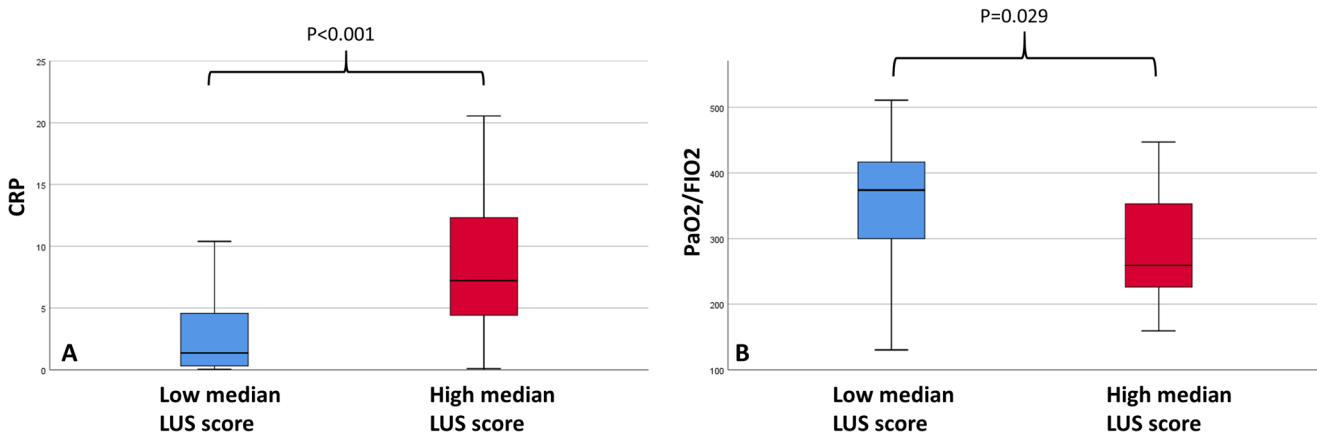 P<0.001
25
20
15
10
5
0
CRP
A
Low median
LUS score
High median
LUS score
P=0.029
500
400
300
200
100
PaO2/FIO2
B
Low median
LUS score
High median
LUS score